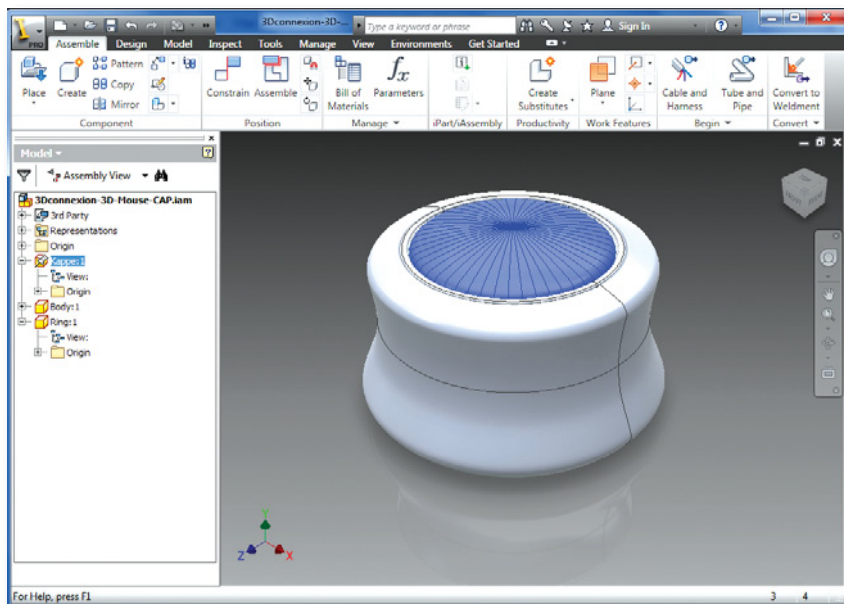 3Dconnexion-3D-... Type a keyword or phrase Sign In
PRO Assemble Design Model Inspect Tools Manage View Environments Get Started
Place Create Pattern Copy Mirror
Constrain Assemble
Bill of Materials
fx Parameters
Create Substitutes
Plane
Cable and Harness
Tube and Pipe
Convert to Weldment
Component Position Manage iPart/iAssembly Productivity Work Features Begin Convert
Model
Assembly View
3Dconnexion-3D-Mouse-CAP.iam
3rd Party
Representations
Origin
Kappe:1
View:
Origin
Body:1
Ring:1
View:
Origin
Y
Z X
For Help, press F1 3 4